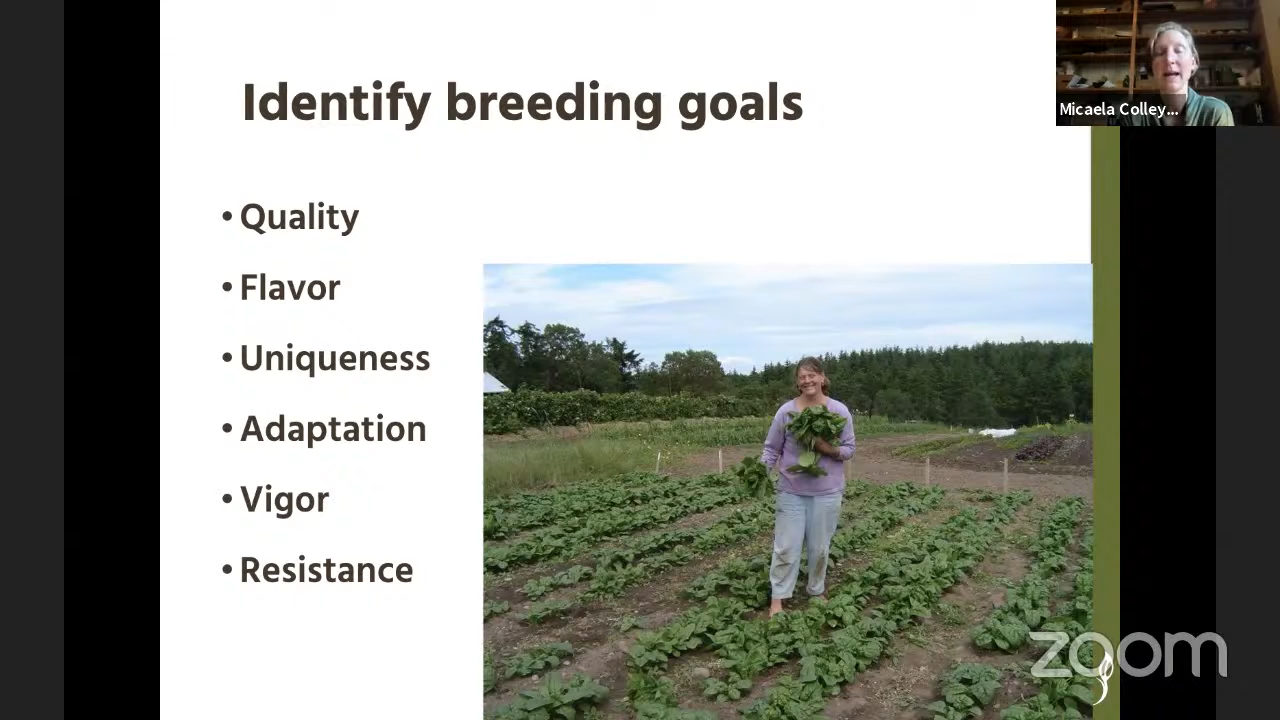 Identify breeding goals
Micaela Colley...
• Quality
• Flavor
• Uniqueness
• Adaptation
• Vigor
• Resistance
zoom